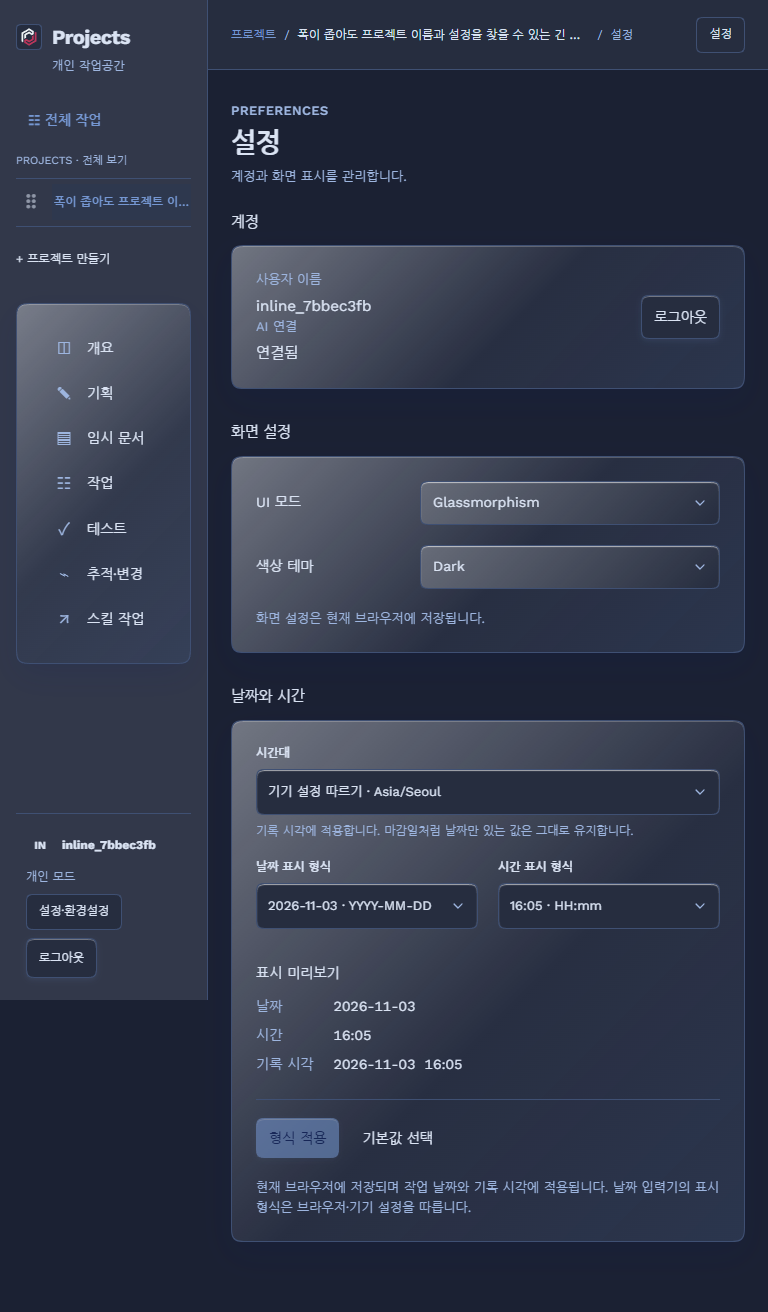 Projects
개인 작업공간
전체 작업
PROJECTS · 전체 보기
폭이 좁아도 프로젝트 이...
+ 프로젝트 만들기
개요
기획
임시 문서
작업
테스트
추적·변경
스킬 작업
IN inline_7bbec3fb
개인 모드
설정·환경설정
로그아웃
프로젝트 / 폭이 좁아도 프로젝트 이름과 설정을 찾을 수 있는 긴 ... / 설정
설정
PREFERENCES
설정
계정과 화면 표시를 관리합니다.
계정
사용자 이름
inline_7bbec3fb
AI 연결
연결됨
로그아웃
화면 설정
UI 모드 Glassmorphism
색상 테마 Dark
화면 설정은 현재 브라우저에 저장됩니다.
날짜와 시간
시간대
기기 설정 따르기 · Asia/Seoul
기록 시각에 적용합니다. 마감일처럼 날짜만 있는 값은 그대로 유지합니다.
날짜 표시 형식 시간 표시 형식
2026-11-03 · YYYY-MM-DD 16:05 · HH:mm
표시 미리보기
날짜 2026-11-03
시간 16:05
기록 시각 2026-11-03 16:05
형식 적용 기본값 선택
현재 브라우저에 저장되며 작업 날짜와 기록 시각에 적용됩니다. 날짜 입력기의 표시
형식은 브라우저·기기 설정을 따릅니다.